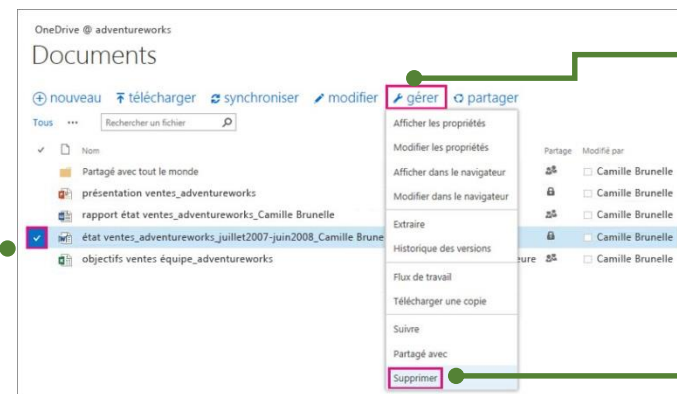 OneDrive @ adventureworks
Documents
nouveau télécharger synchroniser modifier gérer partager
Tous ... Rechercher un fichier
Nom Partage Modifié par
Partagé avec tout le monde Camille Brunelle
présentation ventes_adventureworks Camille Brunelle
rapport état ventes_adventureworks_Camille Brunelle Camille Brunelle
état ventes_adventureworks_juillet2007-juin2008_Camille Brune Camille Brunelle
objectifs ventes équipe_adventureworks eure Camille Brunelle
Afficher les propriétés
Modifier les propriétés
Afficher dans le navigateur
Modifier dans le navigateur
Extraire
Historique des versions
Flux de travail
Télécharger une copie
Suivre
Partagé avec
Supprimer